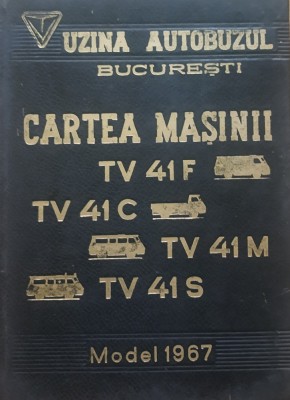 UZINA AUTOBUZUL
BUCUREȘTI
CARTEA MAȘINII
TV 41 F
TV 41 C
TV 41 M
TV 41 S
Model 1967